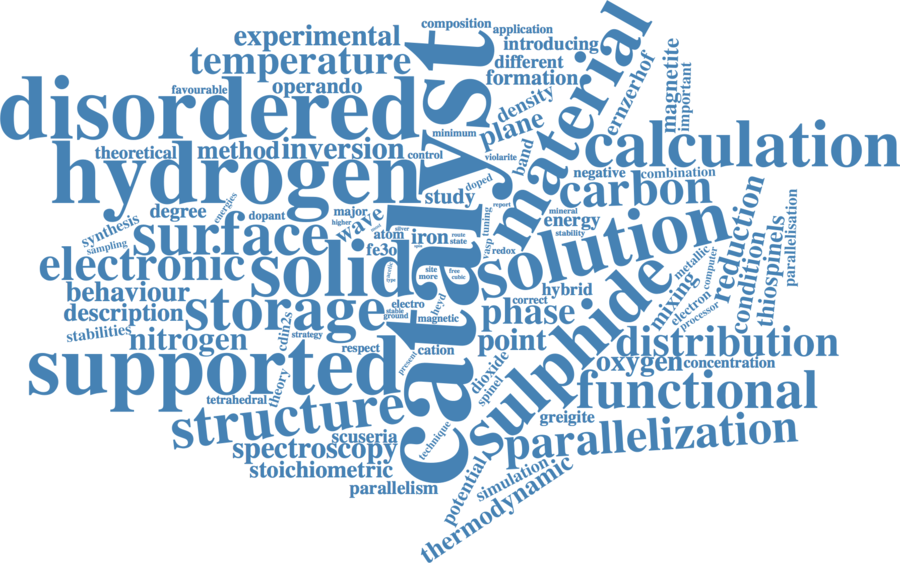 composition
application
experimental
introducing
temperature
different
formation
operando
favourable
disordered
catalyst
material
ernzerhof
magnetite
important
density
plane
minimum
theoretical
method
inversion
control
violarite
band
calculation
hydrogen
study
doped
report
negative
combination
carbon
energies
degree
dopant
major
higher
wave
mineral
energy
stability
synthesis
sampling
surface
atom
silver
iron
route
state
tuning
vasp
redox
fe3o
solution
reduction
condition
thiospinels
parallelisation
electronic
solid
type
site
more
free
cubic
metallic
computer
mixing
electron
processor
behaviour
description
storage
electro
stable
ground
heyd
magnetic
hybrid
correct
phase
sulphide
stabilities
nitrogen
cdin2s
strategy
respect
present
cation
point
distribution
supported
theory
dioxide
spinel
oxygen
concentration
tetrahedral
functional
structure
greigite
technique
scuseria
spectroscopy
parallelization
stoichiometric
potential
simulation
parallelism
thermodynamic